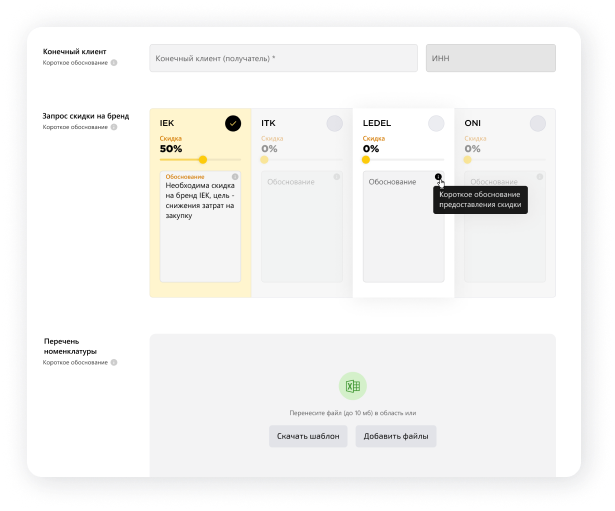 Конечный клиент
Короткое обоснование
Конечный клиент (получатель) *
ИНН
Запрос скидки на бренд
Короткое обоснование
IEK
Скидка
50%
Обоснование
Необходима скидка
на бренд IEK, цель -
снижения затрат на
закупку
ITK
Скидка
0%
Обоснование
LEDEL
Скидка
0%
Обоснование
ONI
Скидка
0%
Обоснование
Короткое обоснование
предоставления скидки
Перечень
номенклатуры
Короткое обоснование
Перенесите файл (до 10 мб) в область или
Скачать шаблон
Добавить файлы